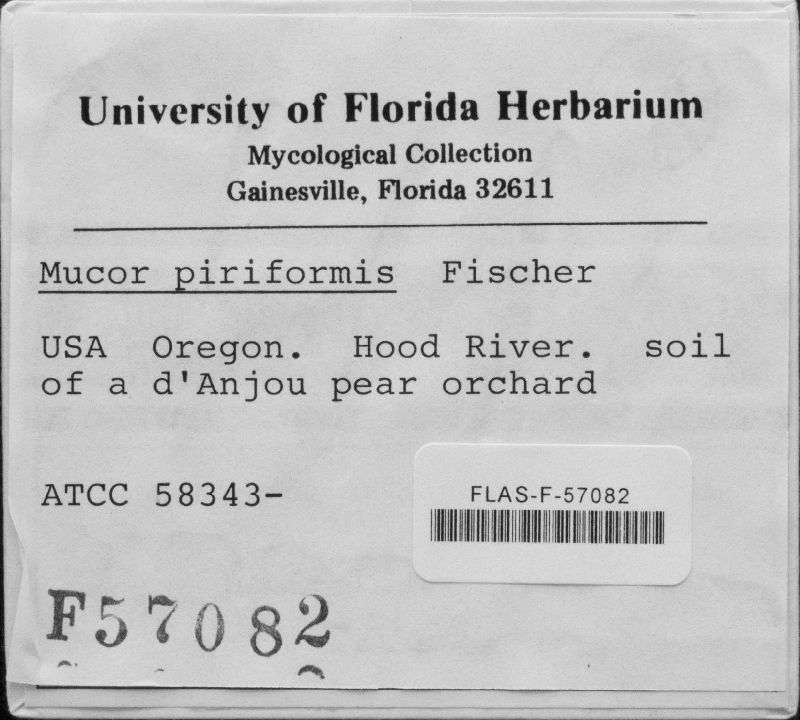 University of Florida Herbarium
Mycological Collection
Gainesville, Florida 32611
Mucor piriformis Fischer
USA Oregon. Hood River. soil
of a d'Anjou pear orchard
ATCC 58343-
FLAS-F-57082
F57082